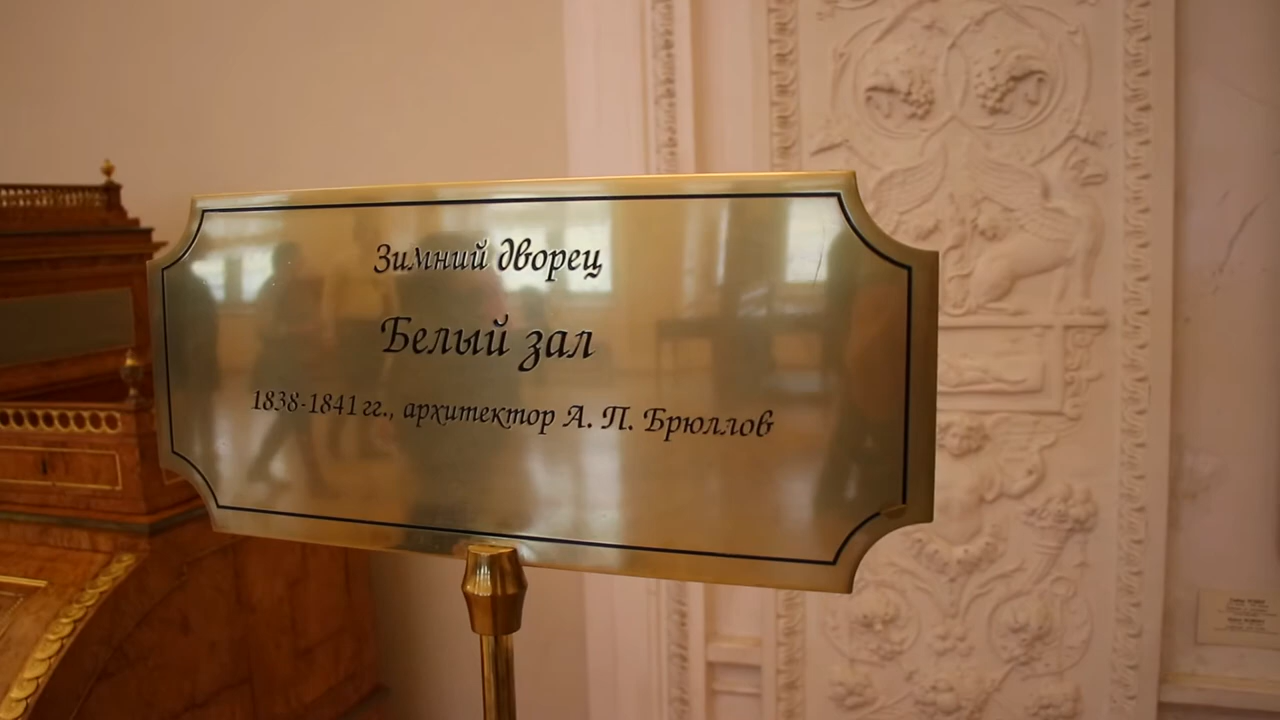 Зимний дворец
Белый зал
1838-1841 гг., архитектор А. П. Брюллов